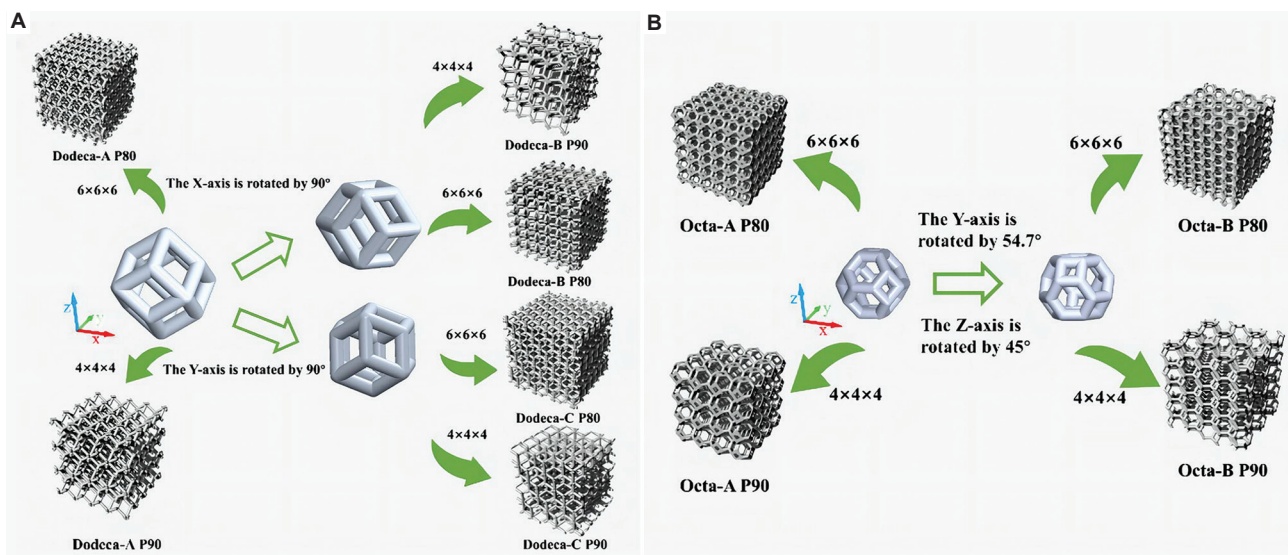 A
Dodeca-A P80
6×6×6
The X-axis is rotated by 90°
4×4×4
Dodeca-B P90
6×6×6
Dodeca-B P80
z
y
x
4×4×4
The Y-axis is rotated by 90°
6×6×6
Dodeca-C P80
4×4×4
Dodeca-A P90
Dodeca-C P90
B
6×6×6
Octa-A P80
6×6×6
Octa-B P80
The Y-axis is
rotated by 54.7°
z
y
x
The Z-axis is
rotated by 45°
4×4×4
Octa-A P90
4×4×4
Octa-B P90